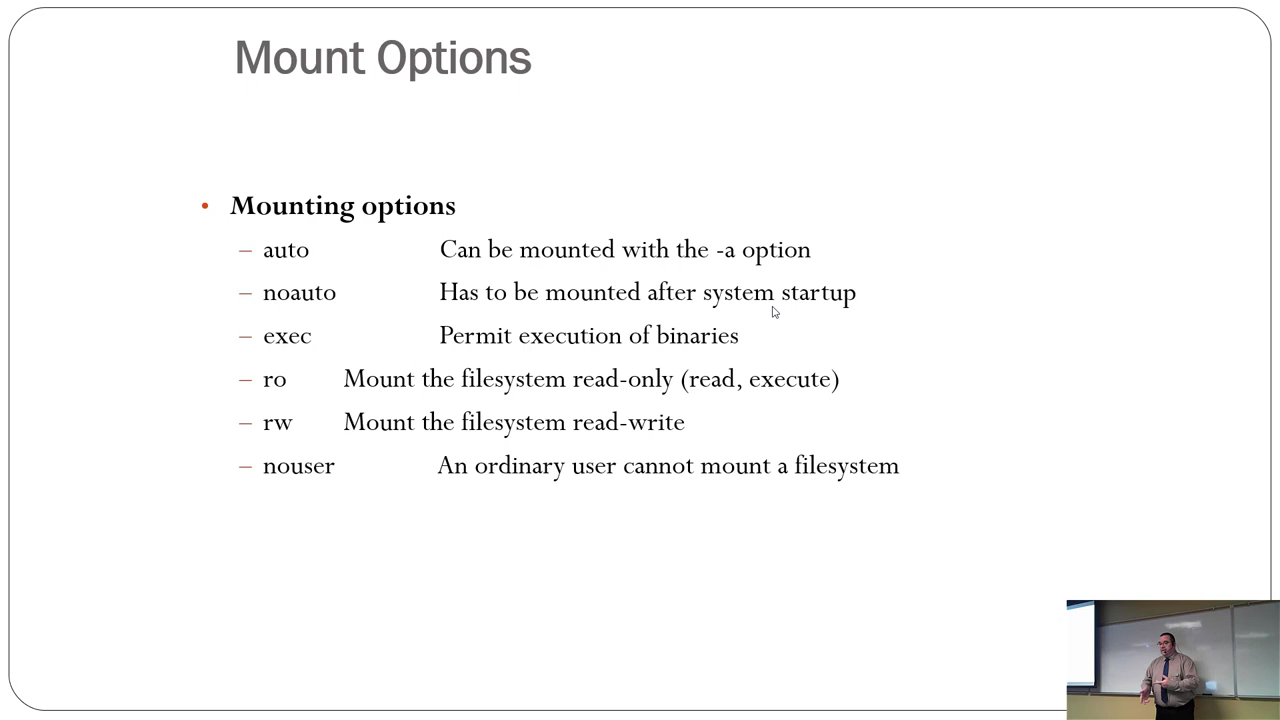 Mount Options
• Mounting options
– auto Can be mounted with the -a option
– noauto Has to be mounted after system startup
– exec Permit execution of binaries
– ro Mount the filesystem read-only (read, execute)
– rw Mount the filesystem read-write
– nouser An ordinary user cannot mount a filesystem